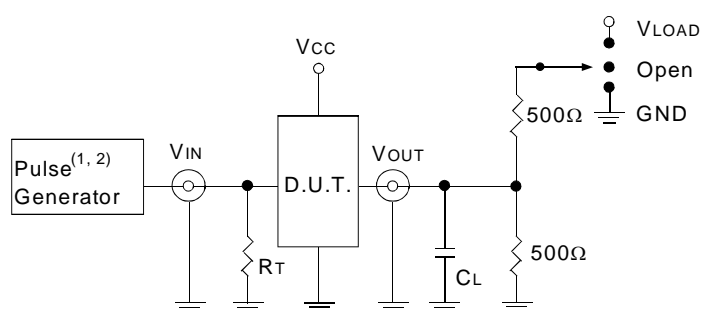 VLOAD
VCC
Open
500Ω
GND
Pulse(1, 2)
Generator
VIN
VOUT
D.U.T.
RT
CL
500Ω